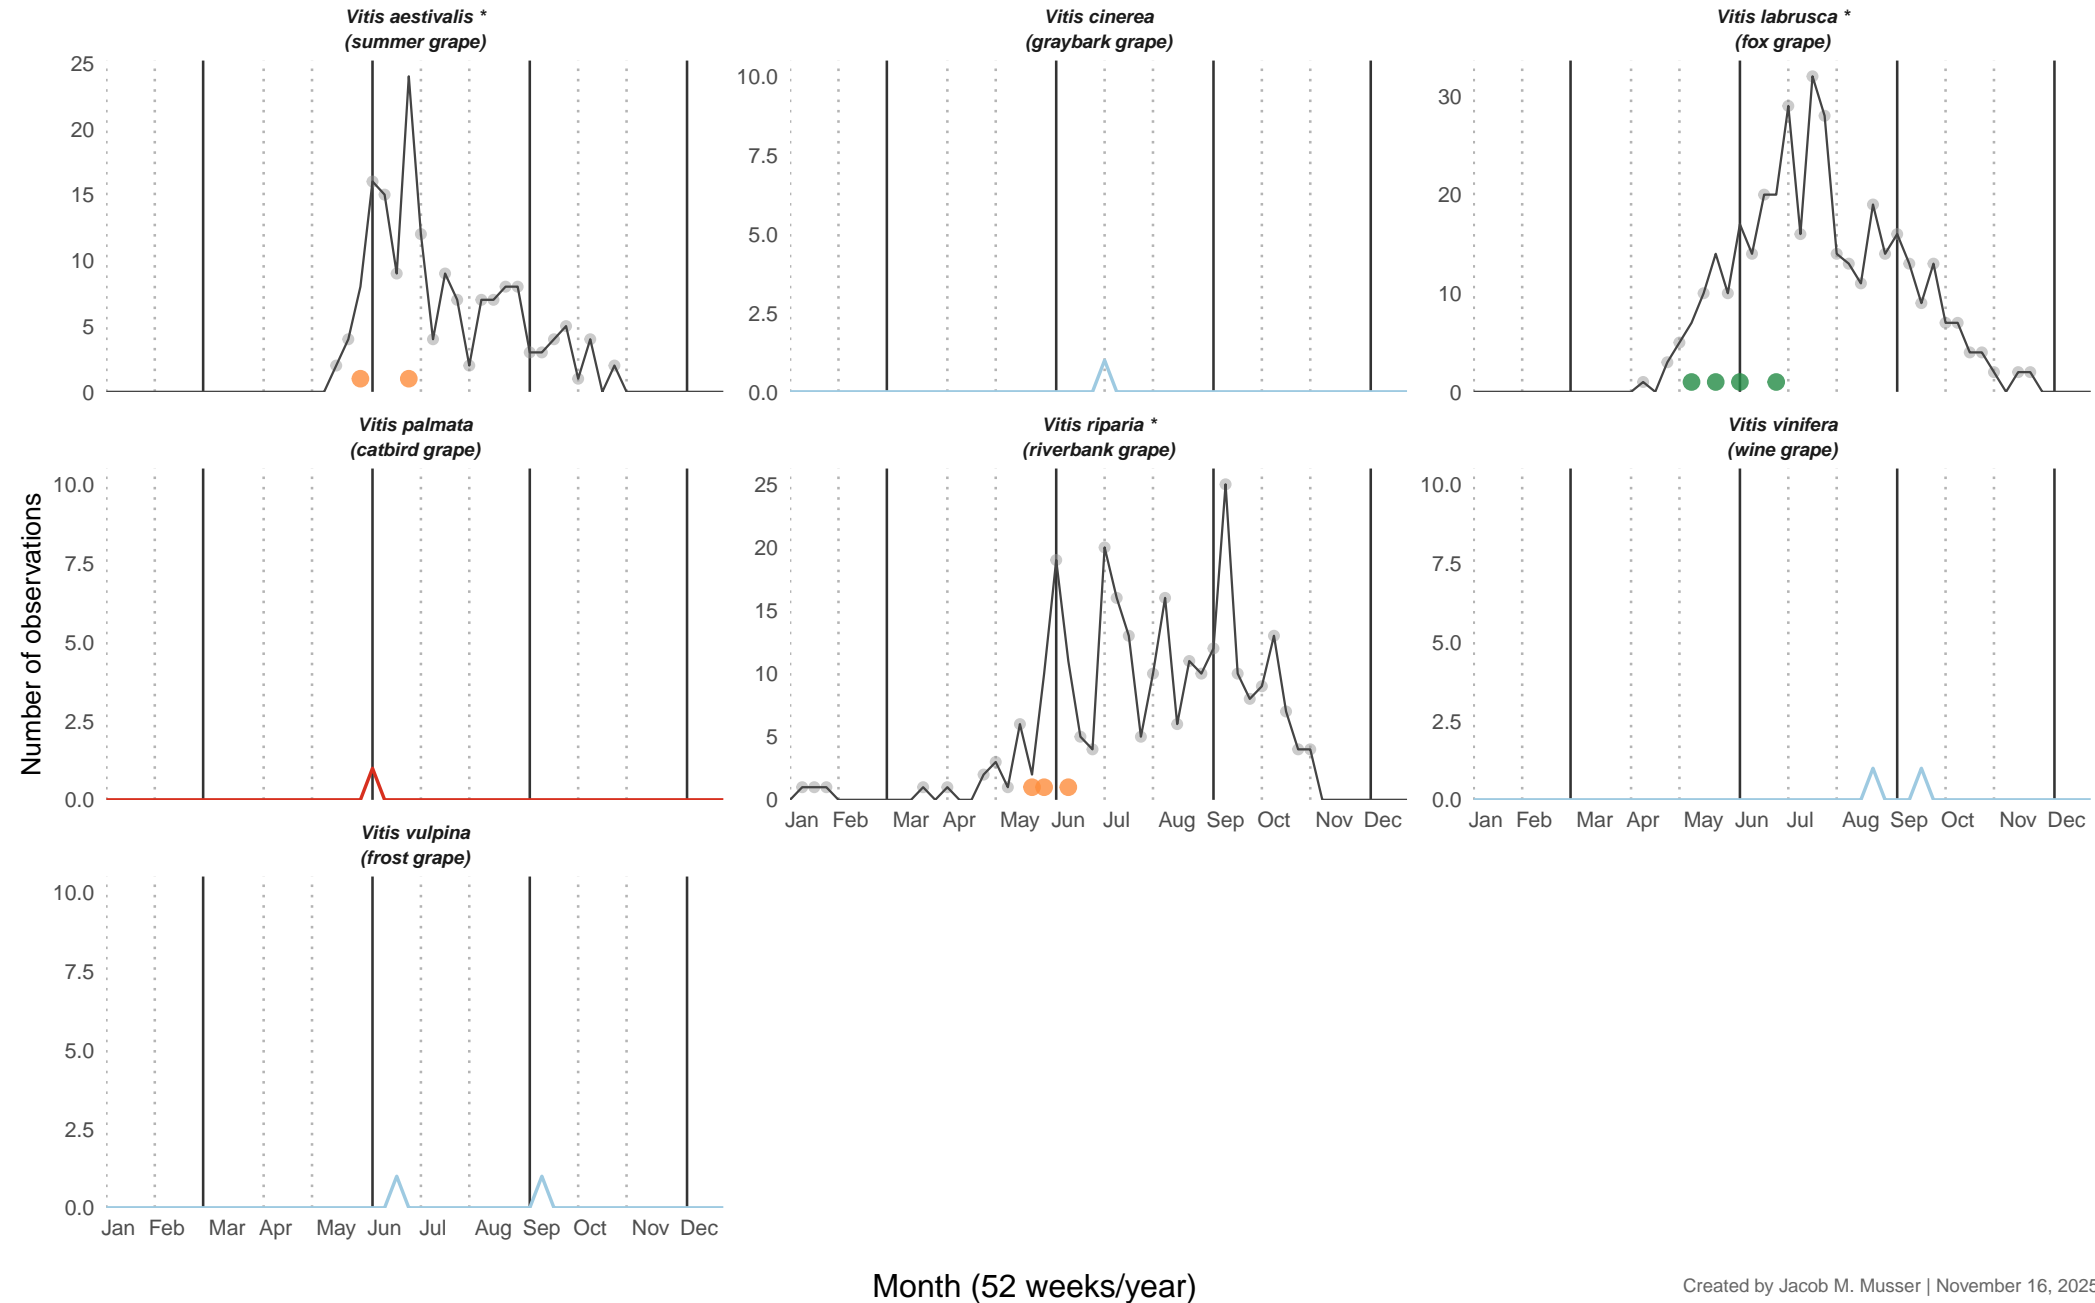 Vitis aestivalis *
(summer grape)
Vitis cinerea
(graybark grape)
Vitis labrusca *
(fox grape)
25
20
15
10
5
0
10.0
7.5
5.0
2.5
0.0
30
20
10
0
Vitis palmata
(catbird grape)
Vitis riparia *
(riverbank grape)
Vitis vinifera
(wine grape)
Number of observations
10.0
7.5
5.0
2.5
0.0
25
20
15
10
5
0
Jan Feb Mar Apr May Jun Jul Aug Sep Oct Nov Dec
10.0
7.5
5.0
2.5
0.0
Jan Feb Mar Apr May Jun Jul Aug Sep Oct Nov Dec
Vitis vulpina
(frost grape)
10.0
7.5
5.0
2.5
0.0
Jan Feb Mar Apr May Jun Jul Aug Sep Oct Nov Dec
Month (52 weeks/year)
Created by Jacob M. Musser | November 16, 2025